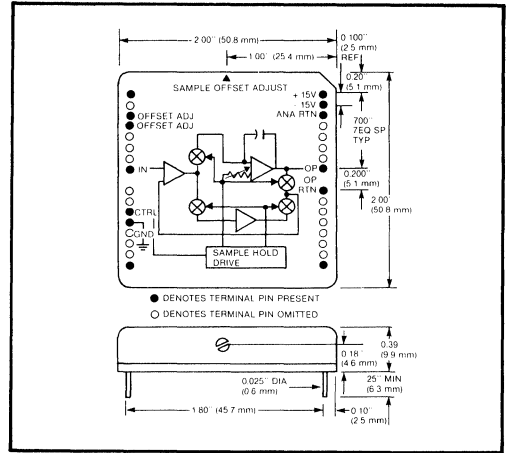 2.00" (50.8 mm)
1.00" (25.4 mm)
0.100"
(2.5 mm)
REF
0.20"
(5.1 mm)
SAMPLE OFFSET ADJUST
+ 15V
- 15V
ANA RTN
OFFSET ADJ
OFFSET ADJ
.700"
7EQ SP
TYP
IN
OP
OP
RTN
0.200"
(5.1 mm)
2.00"
(50.8 mm)
CTRL
GND
SAMPLE HOLD
DRIVE
● DENOTES TERMINAL PIN PRESENT
○ DENOTES TERMINAL PIN OMITTED
0.39
(9.9 mm)
0.18"
(4.6 mm)
0.025" DIA
(0.6 mm)
.25" MIN
(6.3 mm)
1.80" (45.7 mm)
0.10"
(2.5 mm)